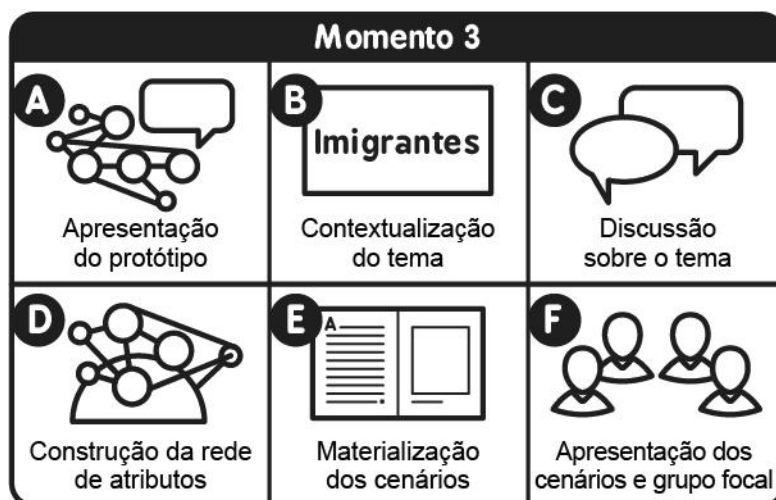 Momento 3
A
Apresentação
do protótipo
B
Imigrantes
Contextualização
do tema
C
Discussão
sobre o tema
D
Construção da rede
de atributos
E
A
Materialização
dos cenários
F
Apresentação dos
cenários e grupo focal